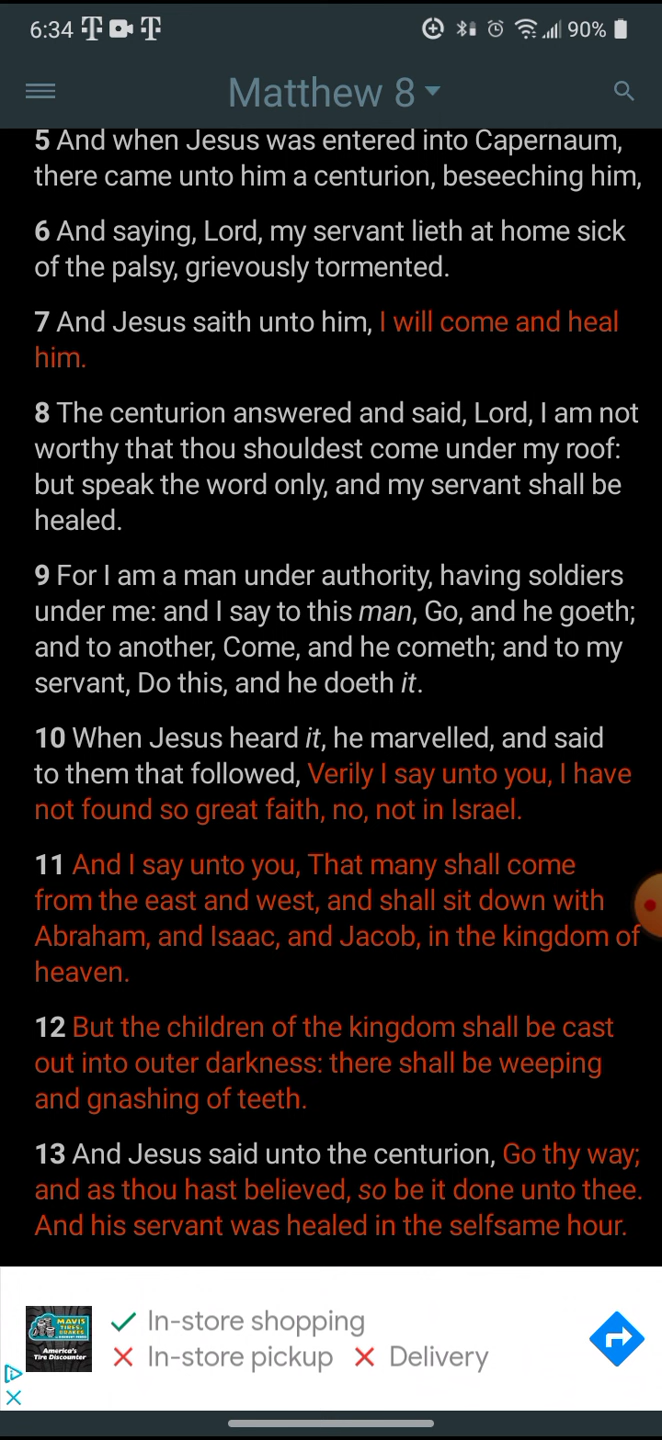 6:34 90%
Matthew 8
5 And when Jesus was entered into Capernaum,
there came unto him a centurion, beseeching him,
6 And saying, Lord, my servant lieth at home sick
of the palsy, grievously tormented.
7 And Jesus saith unto him, I will come and heal
him.
8 The centurion answered and said, Lord, I am not
worthy that thou shouldest come under my roof:
but speak the word only, and my servant shall be
healed.
9 For I am a man under authority, having soldiers
under me: and I say to this man, Go, and he goeth;
and to another, Come, and he cometh; and to my
servant, Do this, and he doeth it.
10 When Jesus heard it, he marvelled, and said
to them that followed, Verily I say unto you, I have
not found so great faith, no, not in Israel.
11 And I say unto you, That many shall come
from the east and west, and shall sit down with
Abraham, and Isaac, and Jacob, in the kingdom of
heaven.
12 But the children of the kingdom shall be cast
out into outer darkness: there shall be weeping
and gnashing of teeth.
13 And Jesus said unto the centurion, Go thy way;
and as thou hast believed, so be it done unto thee.
And his servant was healed in the selfsame hour.
MAVIS
TIRES &
BRAKES
America's
Tire Discounter
In-store shopping
In-store pickup Delivery